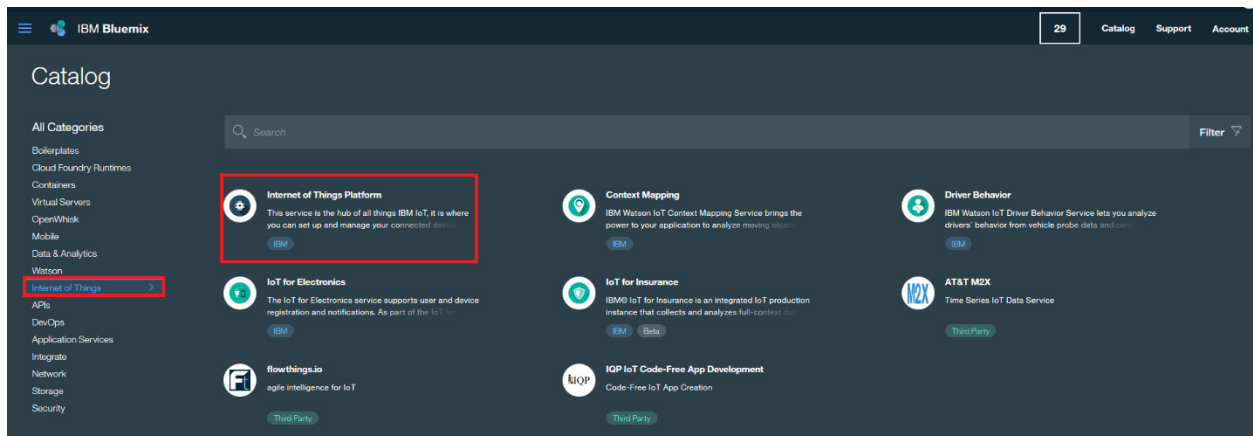 IBM Bluemix
29
Catalog
Support
Account
Catalog
All Categories
Boilerplates
Cloud Foundry Runtimes
Containers
Virtual Servers
OpenWhisk
Mobile
Data & Analytics
Watson
Internet of Things
APIs
DevOps
Application Services
Integrate
Network
Storage
Security
Search
Filter
Internet of Things Platform
This service is the hub of all things IBM IoT, it is where
you can set up and manage your connected
IBM
Context Mapping
IBM Watson IoT Context Mapping Service brings the
power to your application to analyze moving
IBM
Driver Behavior
IBM Watson IoT Driver Behavior Service lets you analyze
drivers' behavior from vehicle probe data and
IBM
IoT for Electronics
The IoT for Electronics service supports user and device
registration and notifications. As part of the IoT
IBM
IoT for Insurance
IBM© IoT for Insurance is an integrated IoT production
instance that collects and analyzes full-context
IBM
Beta
AT&T M2X
M2X
Time Series IoT Data Service
Third Party
flowthings.io
Ft
agile intelligence for IoT
Third Party
IQP IoT Code-Free App Development
IQP
Code-Free IoT App Creation
Third Party